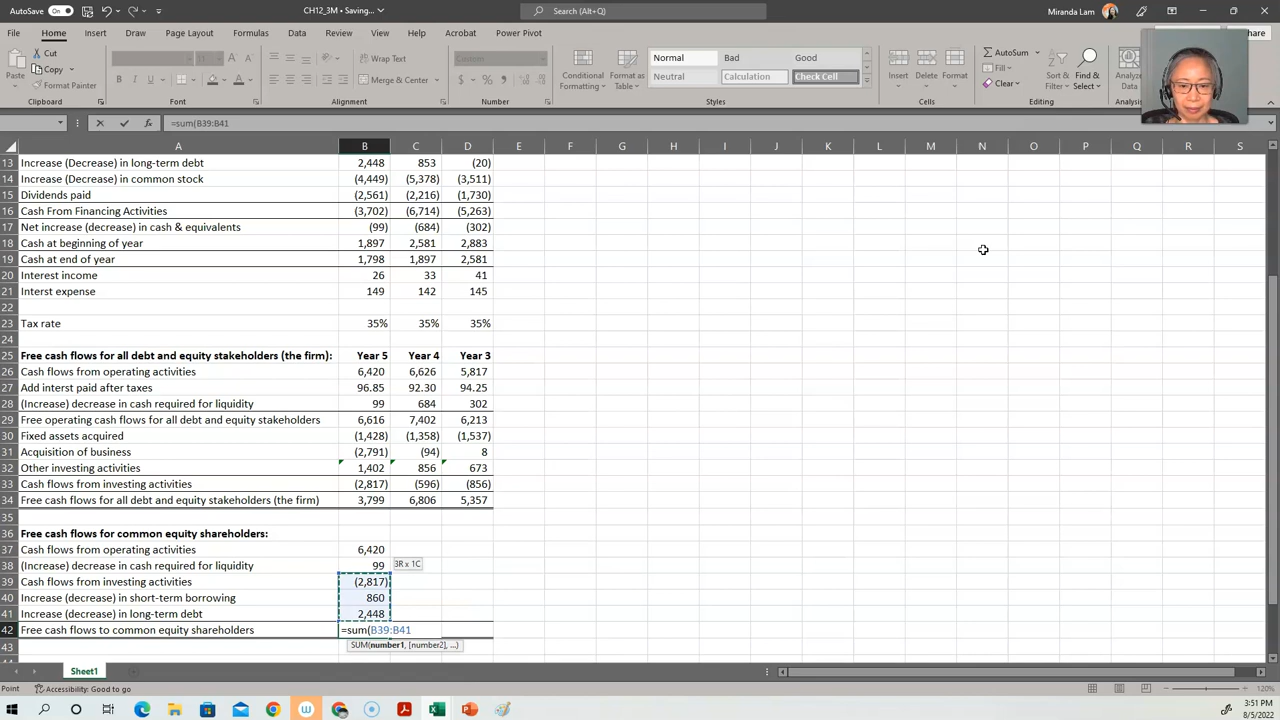 AutoSave On CH12_3M • Saving... Search (Alt+Q) Miranda Lam
File Home Insert Draw Page Layout Formulas Data Review View Help Acrobat Power Pivot Share
Cut
Copy
Format Painter
Paste
Clipboard
Font
Wrap Text
Merge & Center
Alignment
Custom
Number
Conditional Formatting
Format as Table
Normal Bad Good
Neutral Calculation Check Cell
Styles
Insert Delete Format
Cells
AutoSum
Fill
Clear
Sort & Filter
Find & Select
Editing
Analyze Data
Analysis
=sum(B39:B41
A B C D E F G H I J K L M N O P Q R S
13 Increase (Decrease) in long-term debt 2,448 853 (20)
14 Increase (Decrease) in common stock (4,449) (5,378) (3,511)
15 Dividends paid (2,561) (2,216) (1,730)
16 Cash From Financing Activities (3,702) (6,714) (5,263)
17 Net increase (decrease) in cash & equivalents (99) (684) (302)
18 Cash at beginning of year 1,897 2,581 2,883
19 Cash at end of year 1,798 1,897 2,581
20 Interest income 26 33 41
21 Interst expense 149 142 145
22
23 Tax rate 35% 35% 35%
24
25 Free cash flows for all debt and equity stakeholders (the firm): Year 5 Year 4 Year 3
26 Cash flows from operating activities 6,420 6,626 5,817
27 Add interst paid after taxes 96.85 92.30 94.25
28 (Increase) decrease in cash required for liquidity 99 684 302
29 Free operating cash flows for all debt and equity stakeholders 6,616 7,402 6,213
30 Fixed assets acquired (1,428) (1,358) (1,537)
31 Acquisition of business (2,791) (94) 8
32 Other investing activities 1,402 856 673
33 Cash flows from investing activities (2,817) (596) (856)
34 Free cash flows for all debt and equity stakeholders (the firm) 3,799 6,806 5,357
35
36 Free cash flows for common equity shareholders:
37 Cash flows from operating activities 6,420
38 (Increase) decrease in cash required for liquidity 99 3R x 1C
39 Cash flows from investing activities (2,817)
40 Increase (decrease) in short-term borrowing 860
41 Increase (decrease) in long-term debt 2,448
42 Free cash flows to common equity shareholders =sum(B39:B41
43 SUM(number1, [number2], ...)
Sheet1
Point Accessibility: Good to go 120%
3:51 PM
8/5/2022